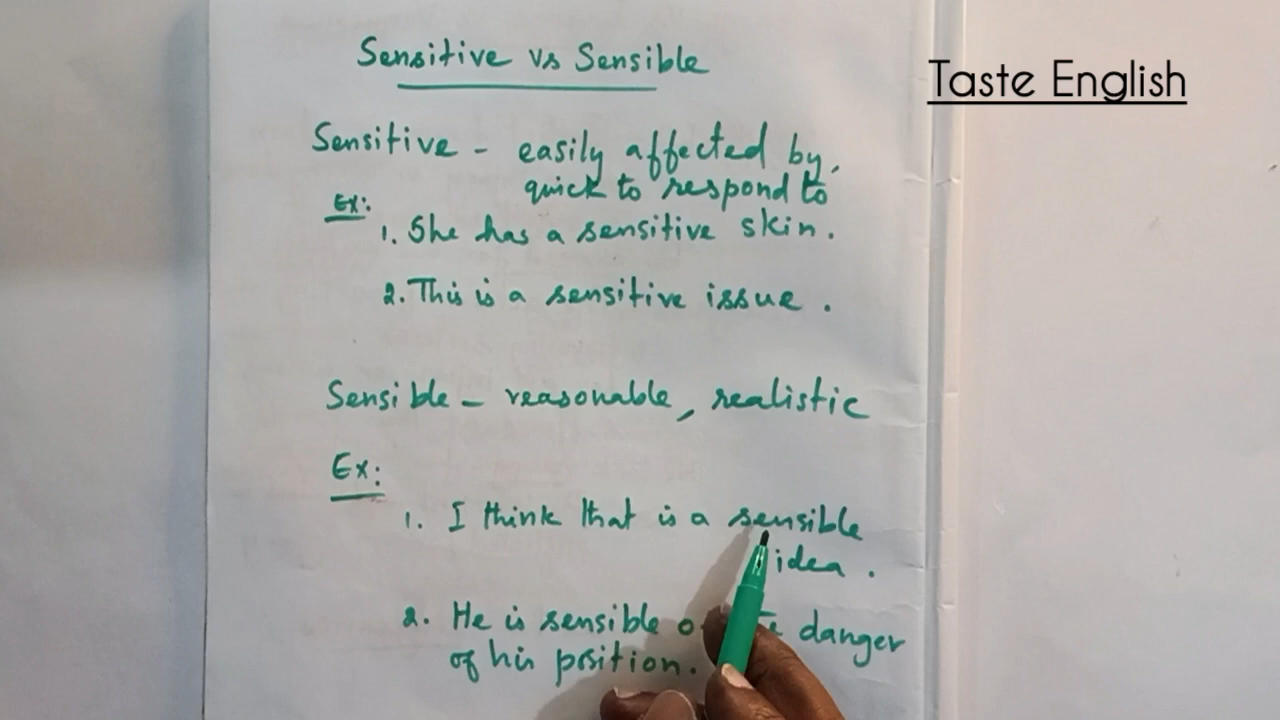 Sensitive vs Sensible
Taste English
Sensitive - easily affected by,
quick to respond to
Ex:
1. She has a sensitive skin.
2. This is a sensitive issue.
Sensible - reasonable, realistic
Ex:
1. I think that is a sensible
idea.
2. He is sensible danger
of his position.